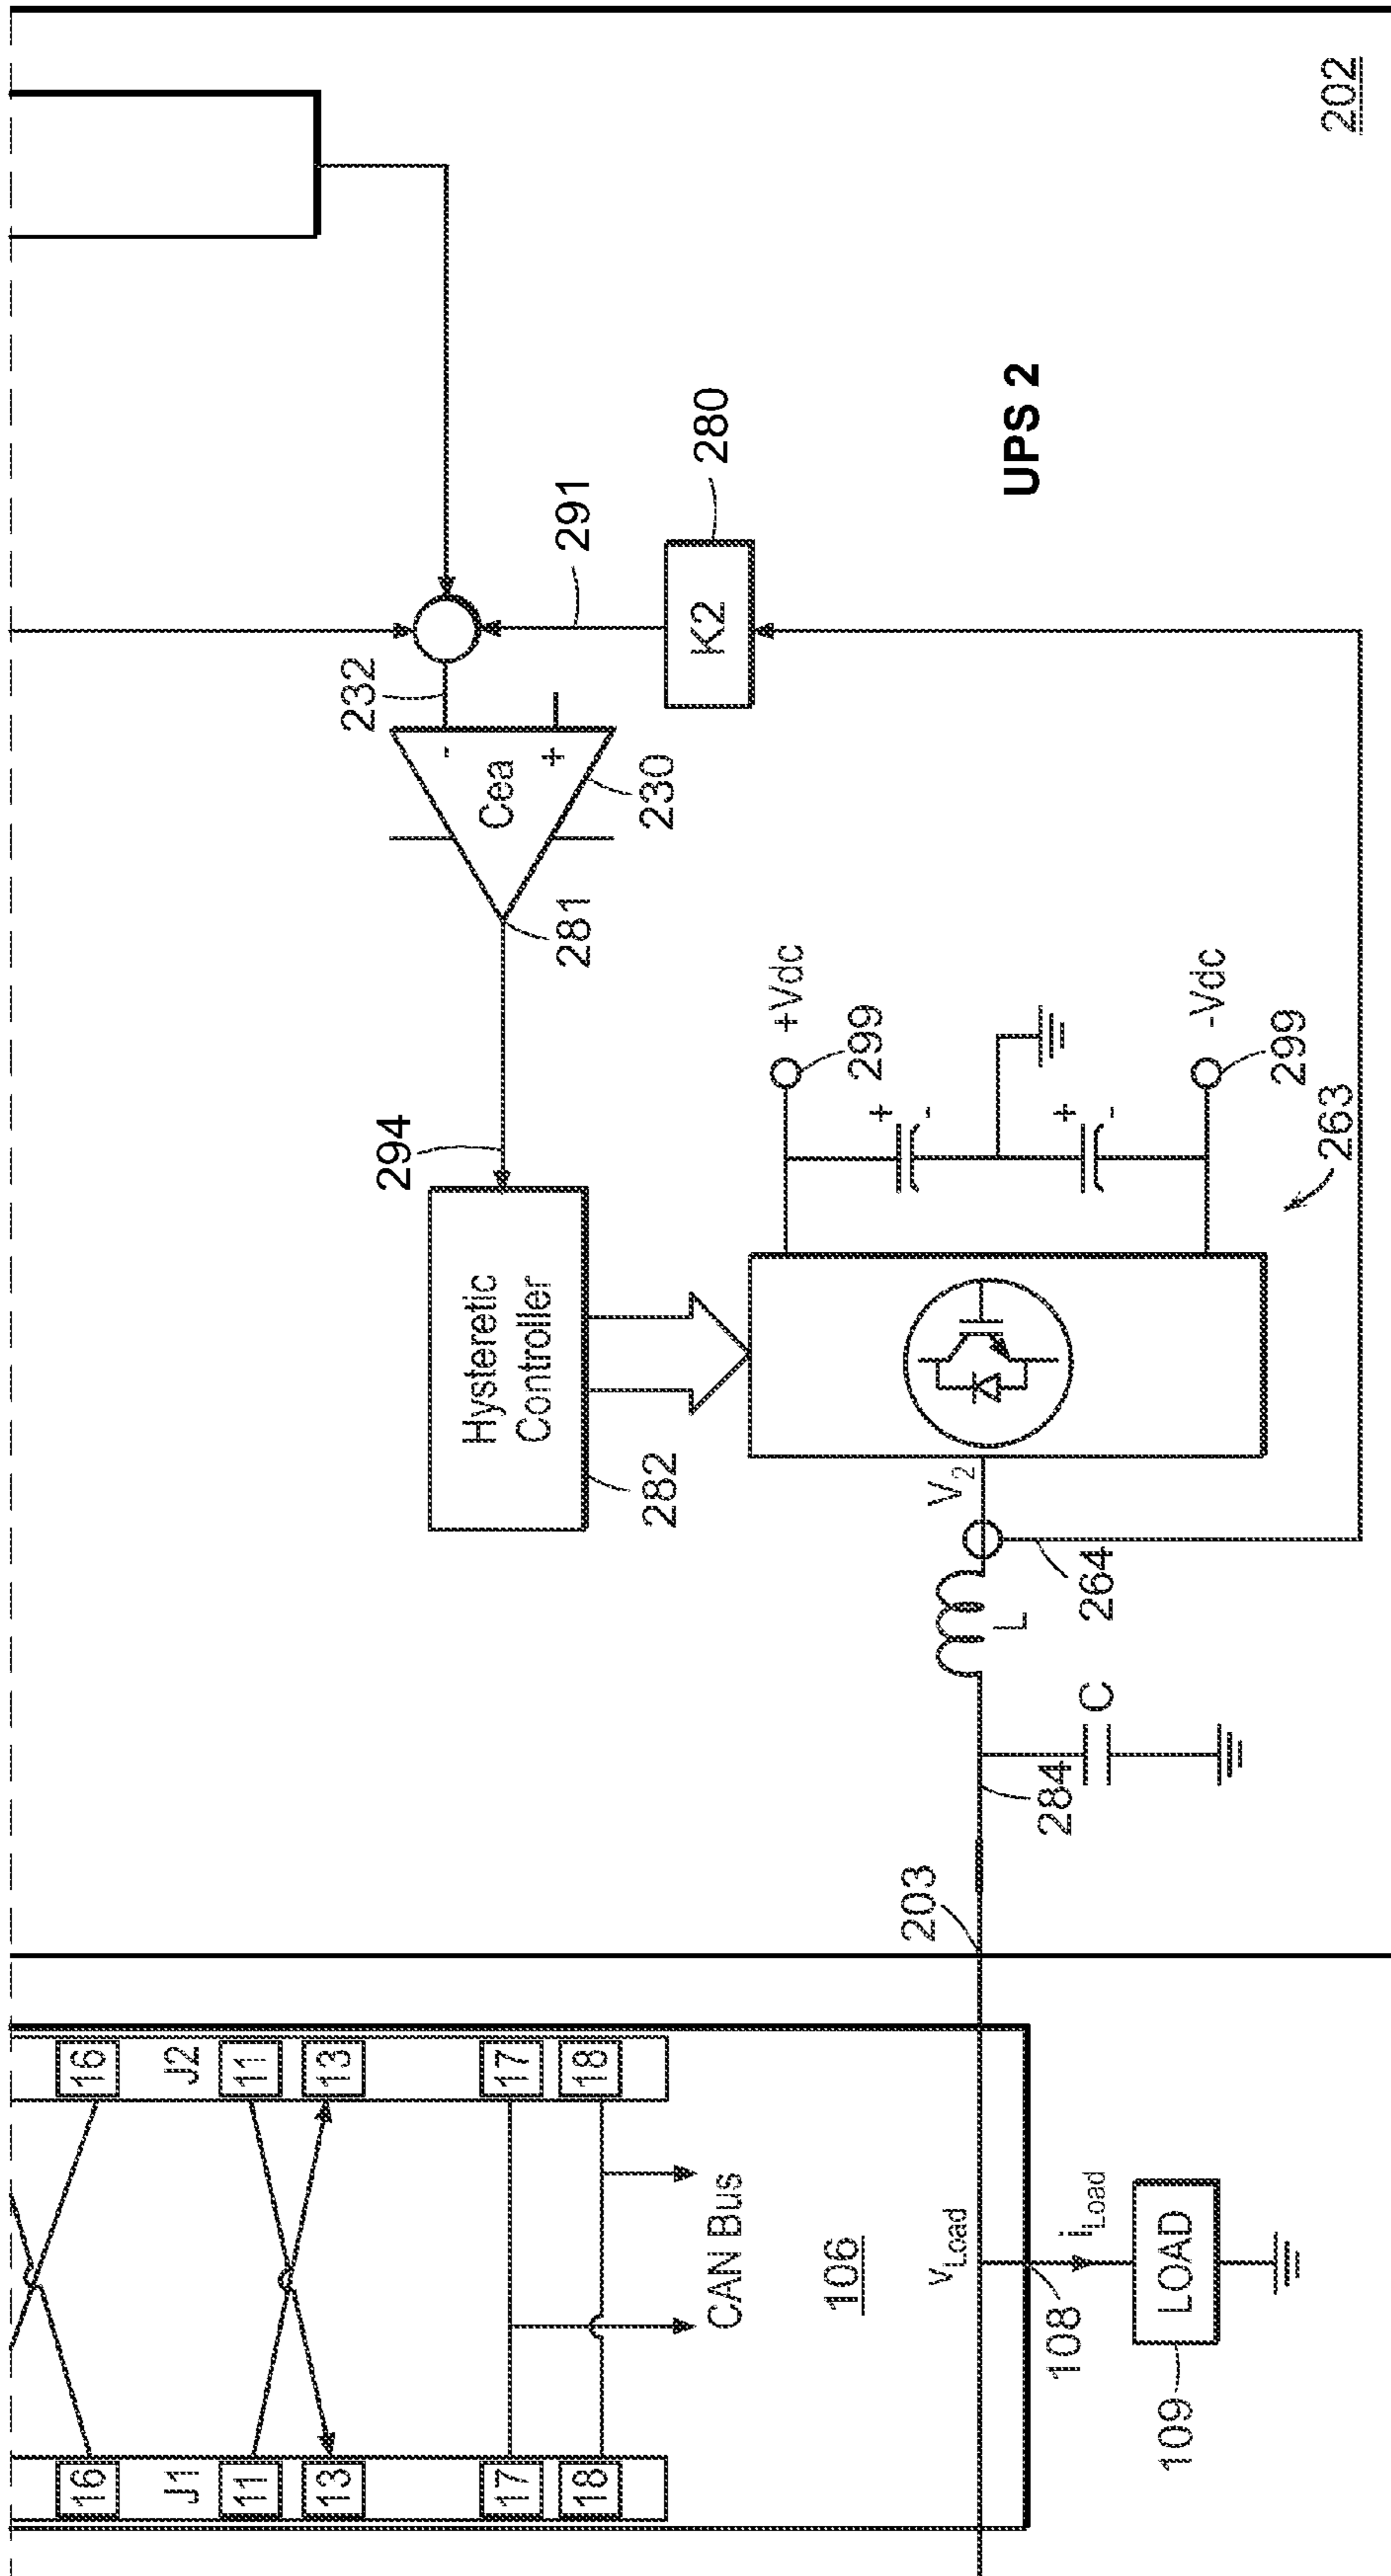 16
J1
11
13
17
18
16
J2
11
13
17
18
CAN Bus
106
VLoad
108
iLoad
LOAD
109
203
284
C
L
264
V2
Hysteretic
Controller
282
294
281
Cea
-
+
230
232
291
K2
280
+Vdc
299
+
-
+
-
-Vdc
299
263
UPS 2
202